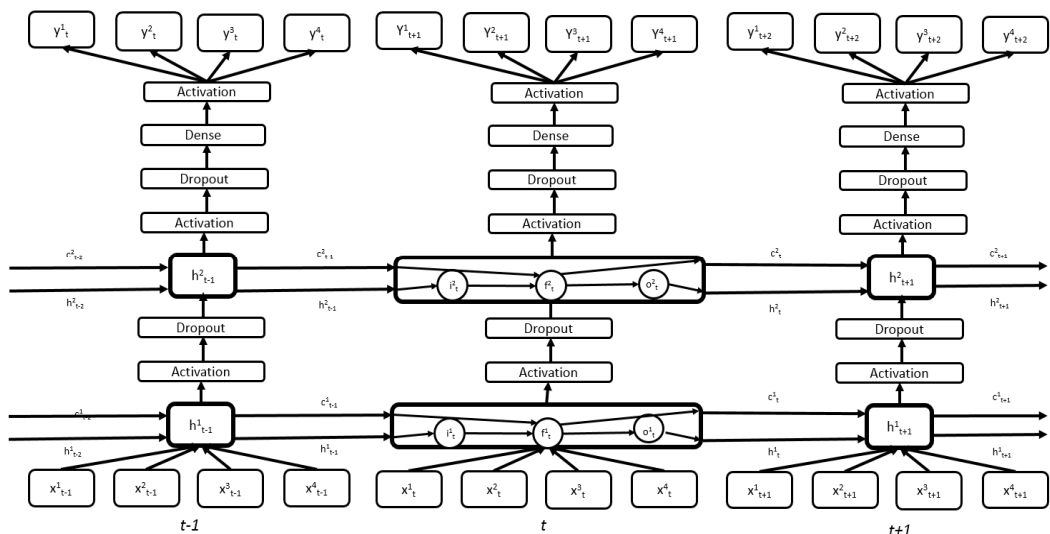 y¹ₜ y²ₜ y³ₜ y⁴ₜ Y¹ₜ₊₁ Y²ₜ₊₁ Y³ₜ₊₁ Y⁴ₜ₊₁ y¹ₜ₊₂ y²ₜ₊₂ y³ₜ₊₂ y⁴ₜ₊₂
Activation Activation Activation
Dense Dense Dense
Dropout Dropout Dropout
Activation Activation Activation
c²ₜ₋₂ c²ₜ₋₁ c²ₜ c²ₜ₊₁
h²ₜ₋₁ i²ₜ f²ₜ o²ₜ h²ₜ₊₁
h²ₜ₋₂ h²ₜ₋₁ h²ₜ h²ₜ₊₁
Dropout Dropout Dropout
Activation Activation Activation
c¹ₜ₋₁ c¹ₜ c¹ₜ₊₁
h¹ₜ₋₁ i¹ₜ f¹ₜ o¹ₜ h¹ₜ₊₁
h¹ₜ₋₂ h¹ₜ₋₁ h¹ₜ h¹ₜ₊₁
x¹ₜ₋₁ x²ₜ₋₁ x³ₜ₋₁ x⁴ₜ₋₁ x¹ₜ x²ₜ x³ₜ x⁴ₜ x¹ₜ₊₁ x²ₜ₊₁ x³ₜ₊₁ x⁴ₜ₊₁
t-1 t t+1